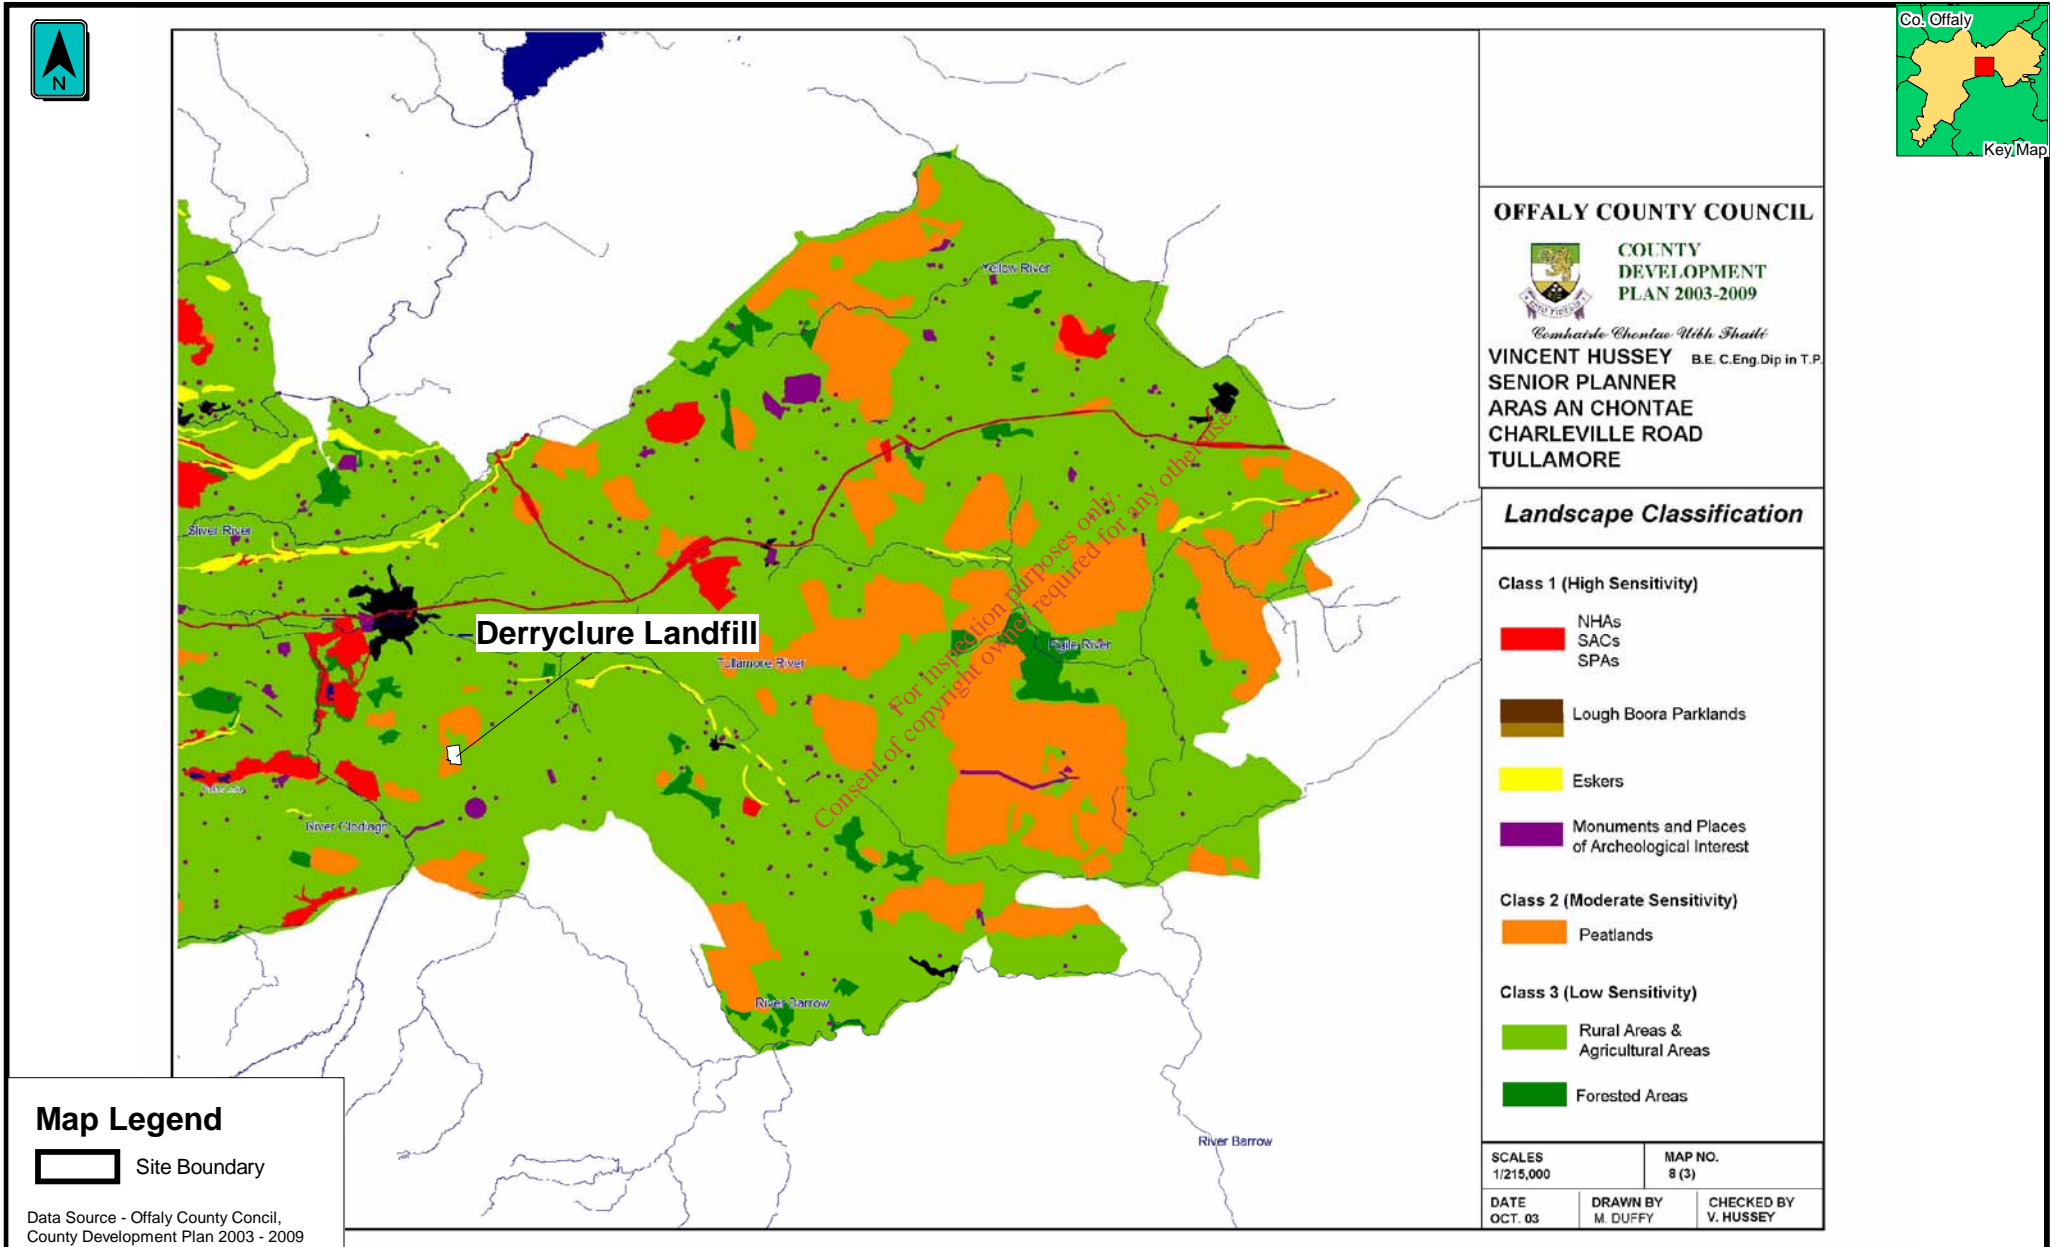 Co. Offaly
Key Map
N
OFFALY COUNTY COUNCIL
COUNTY
DEVELOPMENT
PLAN 2003-2009
Comhairle Chontae Uibh Fhailí
VINCENT HUSSEY B.E. C.Eng.Dip in T.P.
SENIOR PLANNER
ARAS AN CHONTAE
CHARLEVILLE ROAD
TULLAMORE
Landscape Classification
Class 1 (High Sensitivity)
NHAs
SACs
SPAs
Lough Boora Parklands
Eskers
Monuments and Places
of Archeological Interest
Class 2 (Moderate Sensitivity)
Peatlands
Class 3 (Low Sensitivity)
Rural Areas &
Agricultural Areas
Forested Areas
SCALES
1/215,000
MAP NO.
8 (3)
DATE
OCT. 03
DRAWN BY
M. DUFFY
CHECKED BY
V. HUSSEY
Yellow River
Silver River
Derryclure Landfill
Tullamore River
Figile River
River Clodiagh
River Barrow
River Barrow
For inspection purposes only.
Consent of copyright owner required for any other use.
Map Legend
Site Boundary
Data Source - Offaly County Concil,
County Development Plan 2003 - 2009